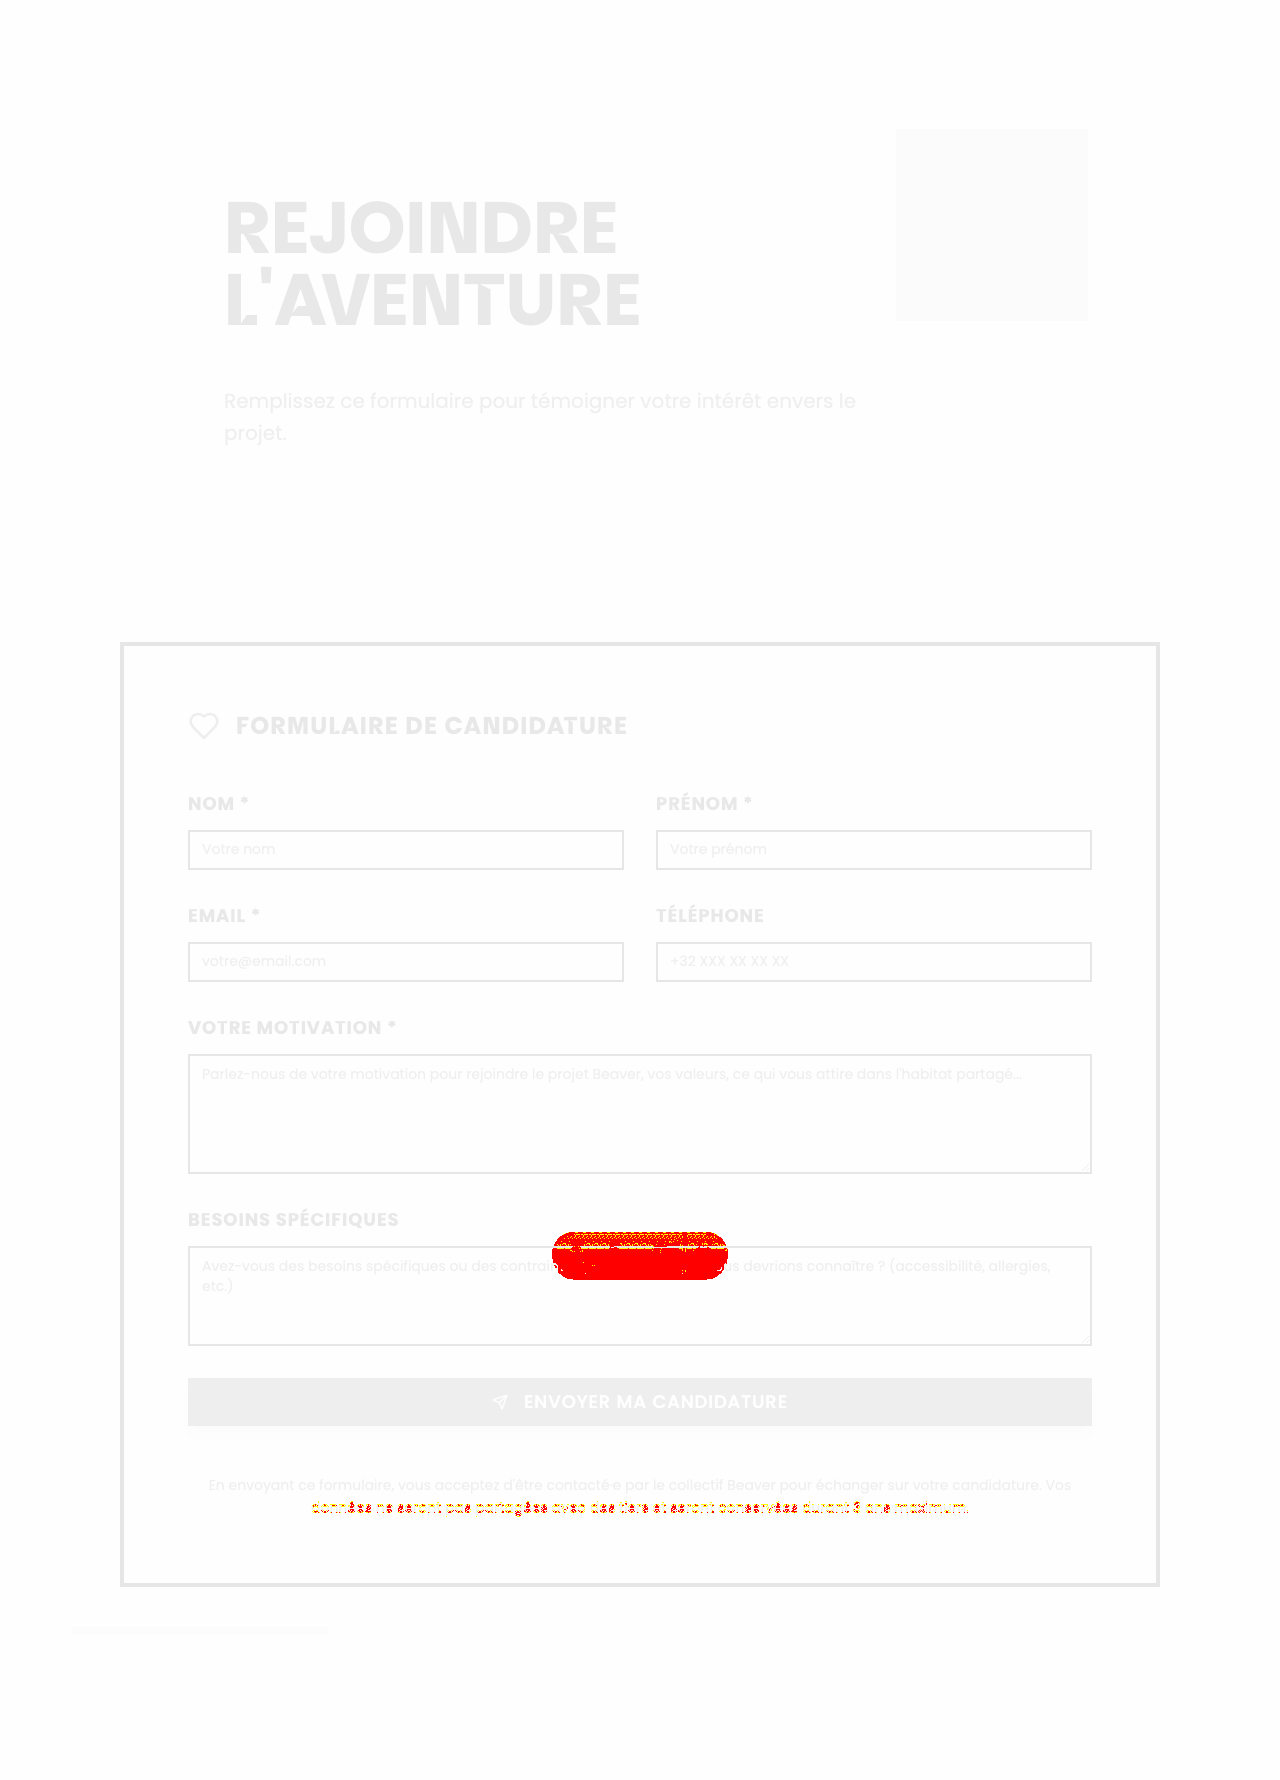 REJOINDRE
L'AVENTURE
Remplissez ce formulaire pour témoigner votre intérêt envers le
projet.
FORMULAIRE DE CANDIDATURE
NOM *
PRÉNOM *
Votre nom
Votre prénom
EMAIL *
TÉLÉPHONE
votre@email.com
+32 XXX XX XX XX
VOTRE MOTIVATION *
Parlez-nous de votre motivation pour rejoindre le projet Beaver, vos valeurs, ce qui vous attire dans l'habitat partagé...
BESOINS SPÉCIFIQUES
Avez-vous des besoins spécifiques ou des devrions connaître ? (accessibilité, allergies,
etc.)
ENVOYER MA CANDIDATURE
En envoyant ce formulaire, vous acceptez d'être contacté·e par le collectif Beaver pour échanger sur votre candidature. Vos
données ne seront pas partagées avec des tiers et seront conservées durant maximum.